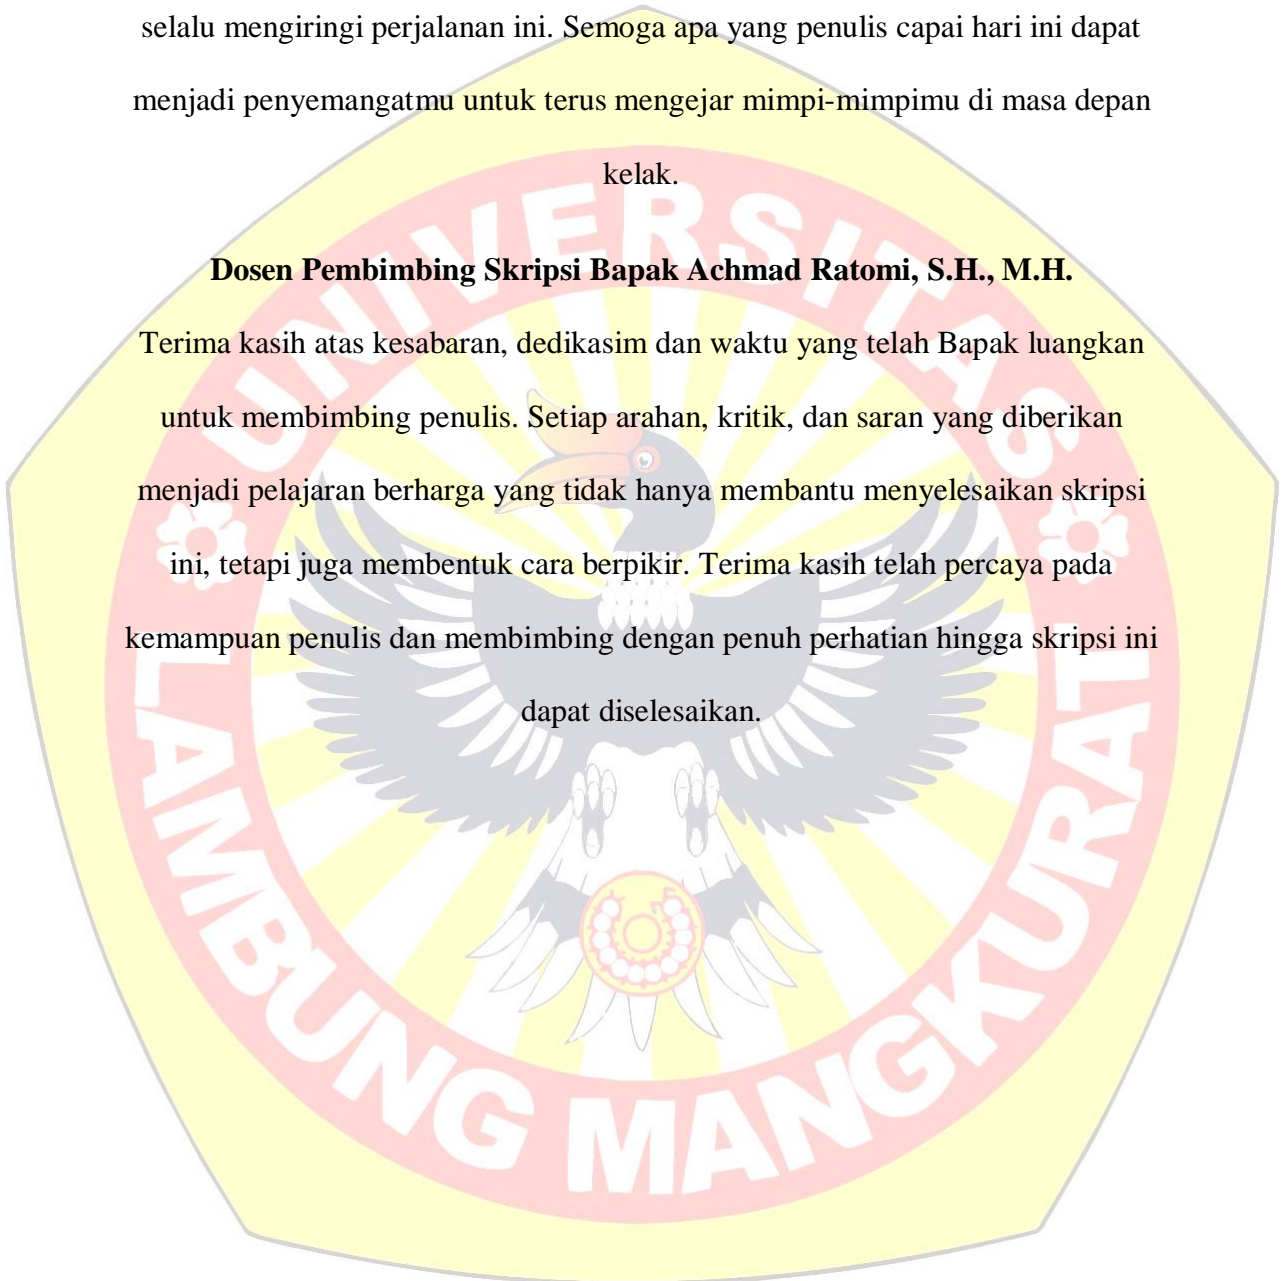 selalu mengiringi perjalanan ini. Semoga apa yang penulis capai hari ini dapat
menjadi penyemangatmu untuk terus mengejar mimpi-mimpimu di masa depan
kelak.
Dosen Pembimbing Skripsi Bapak Achmad Ratomi, S.H., M.H.
Terima kasih atas kesabaran, dedikasim dan waktu yang telah Bapak luangkan
untuk membimbing penulis. Setiap arahan, kritik, dan saran yang diberikan
menjadi pelajaran berharga yang tidak hanya membantu menyelesaikan skripsi
ini, tetapi juga membentuk cara berpikir. Terima kasih telah percaya pada
kemampuan penulis dan membimbing dengan penuh perhatian hingga skripsi ini
dapat diselesaikan.
UNIVERSITAS
LAMBUNG MANGKURAT